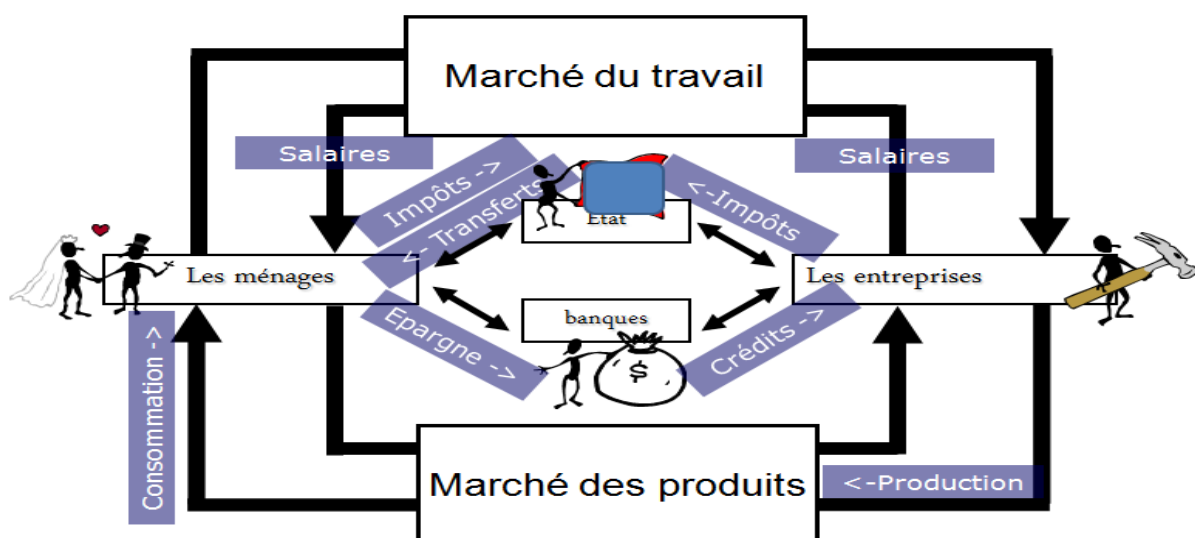 Marché du travail
Salaires
Salaires
Impôts ->
<- Transferts
<-Impôts
Etat
Les ménages
Les entreprises
banques
Epargne ->
Crédits ->
$
Consommation ->
Marché des produits
<-Production